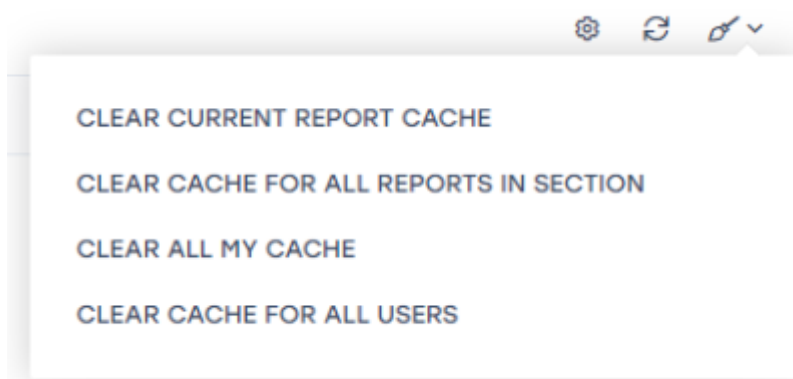 CLEAR CURRENT REPORT CACHE
CLEAR CACHE FOR ALL REPORTS IN SECTION
CLEAR ALL MY CACHE
CLEAR CACHE FOR ALL USERS